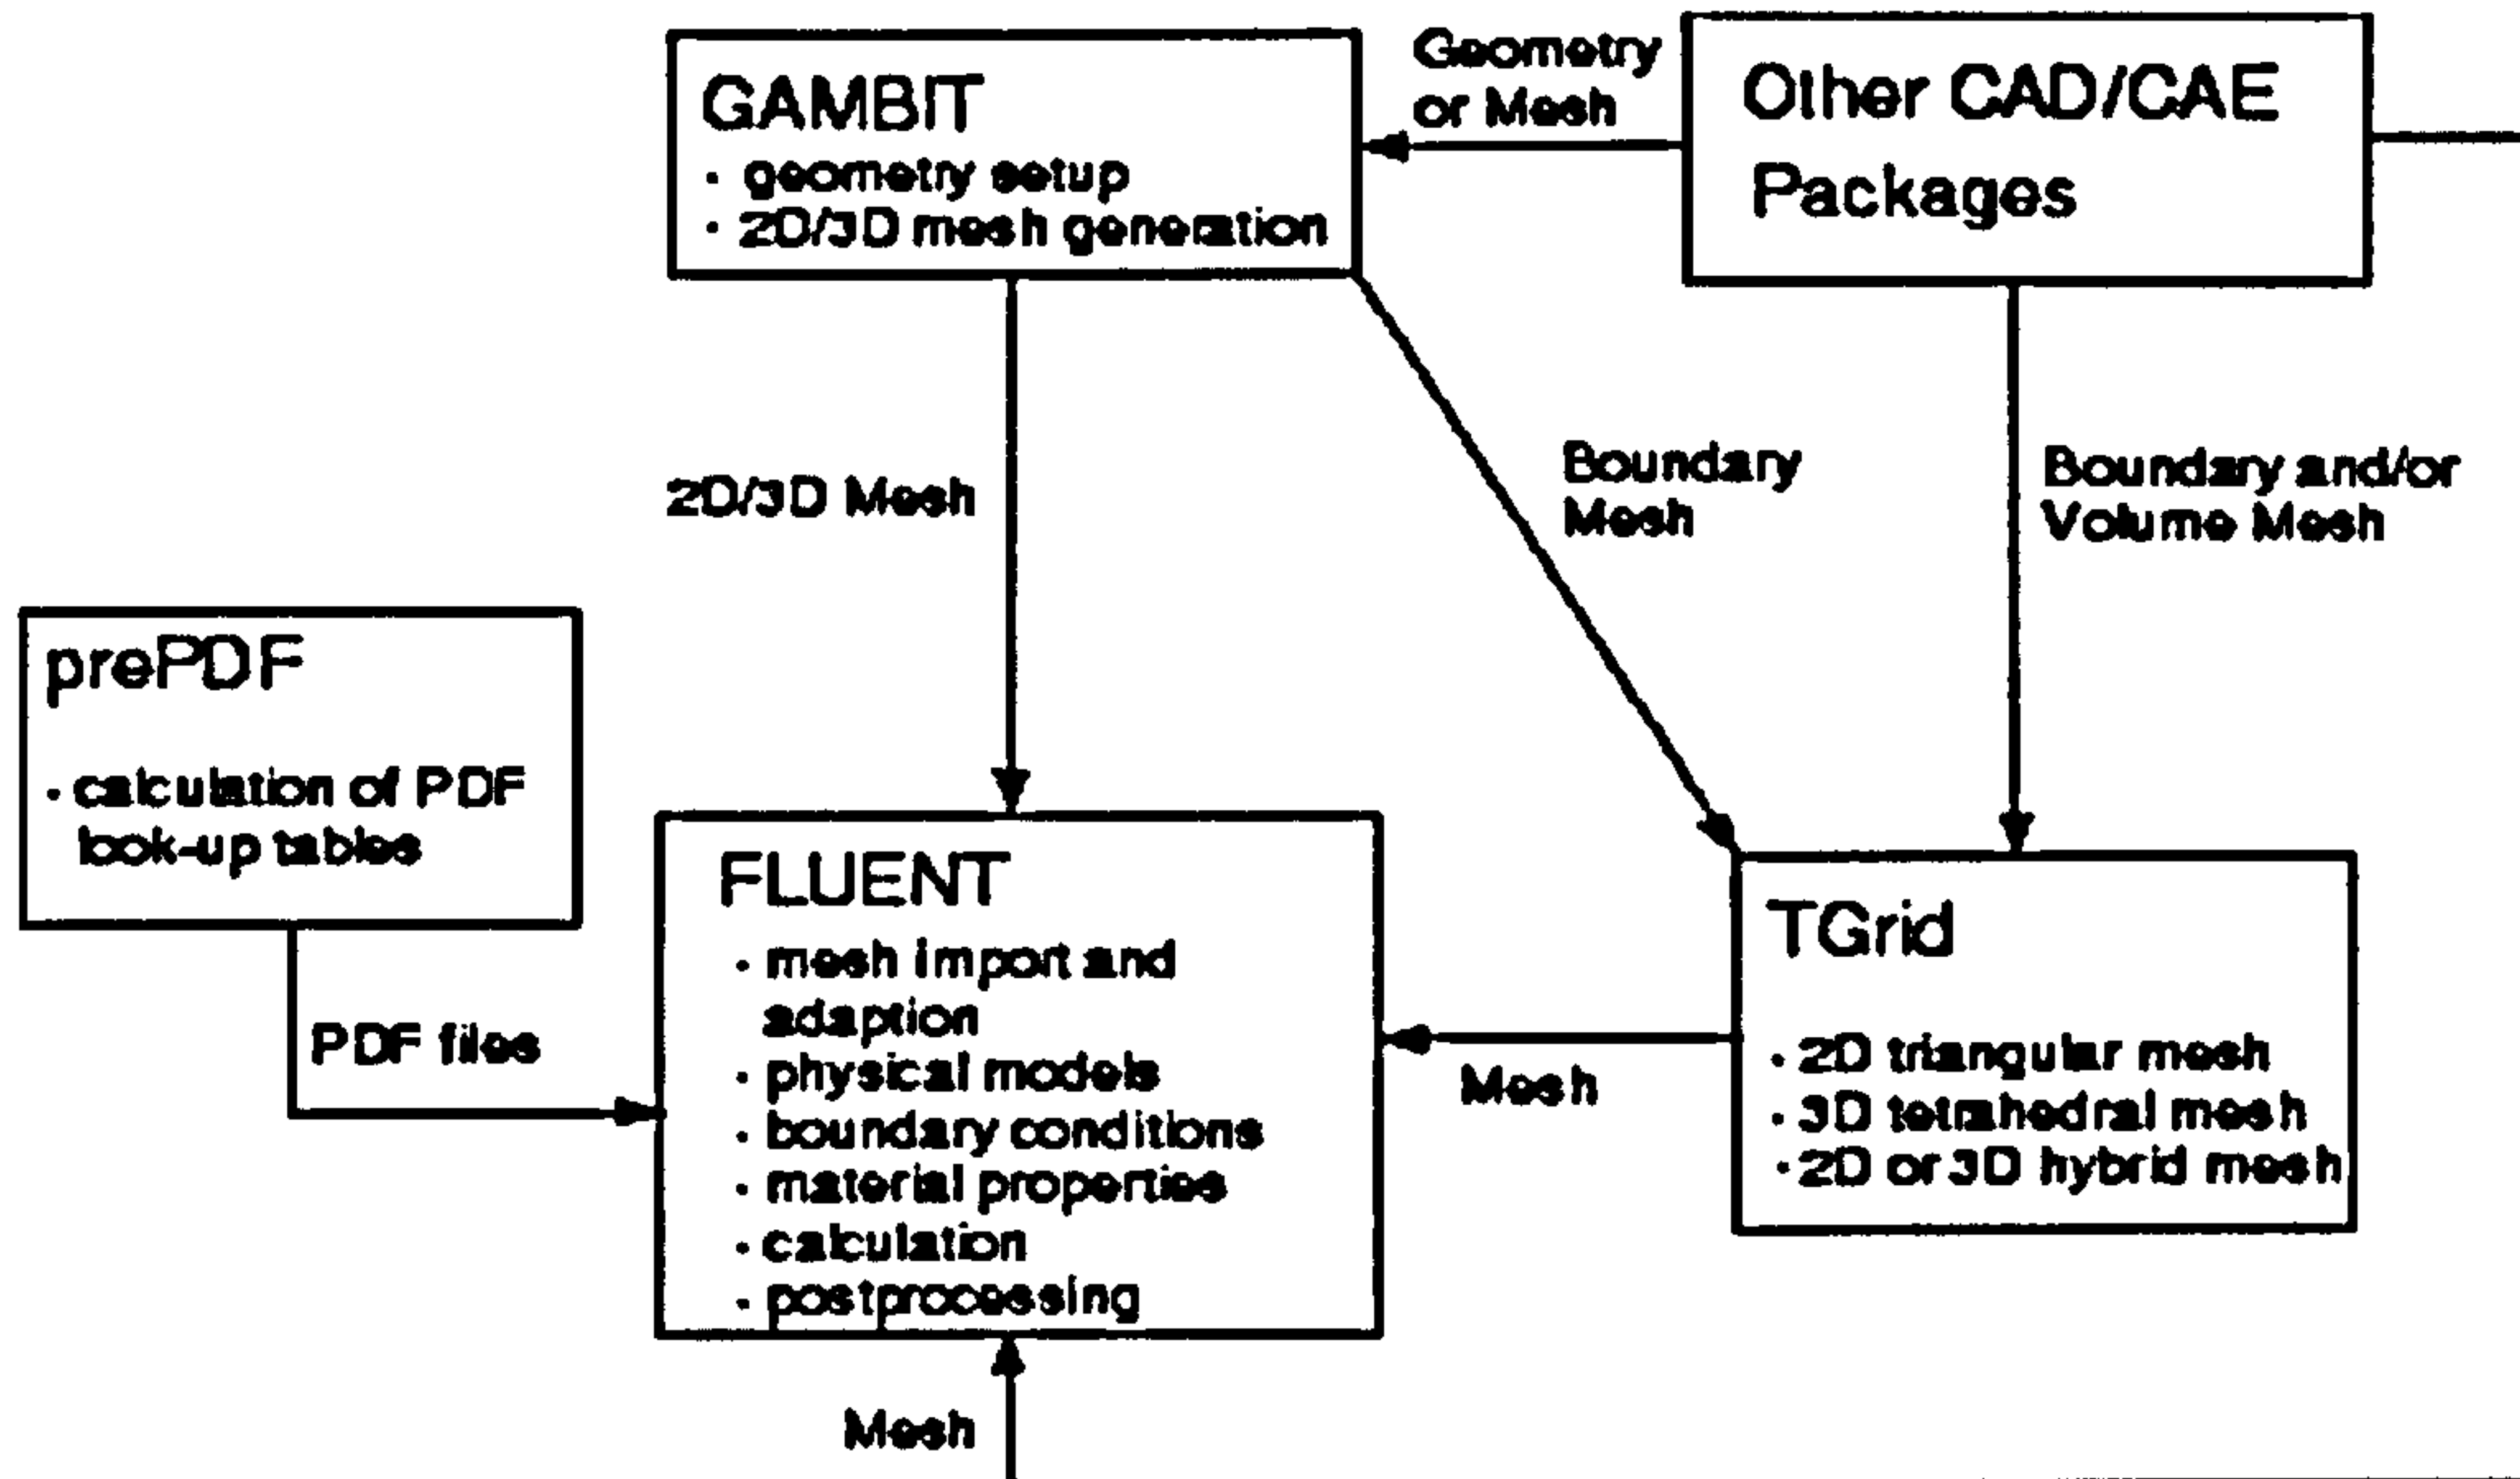 GAMBIT
· geometry setup
· 2D/3D mesh generation
Geometry
or Mesh
Other CAD/CAE
Packages
2D/3D Mesh
Boundary
Mesh
Boundary and/or
Volume Mesh
prePDF
· calculation of PDF
look-up tables
PDF files
FLUENT
· mesh import and
adaption
· physical models
· boundary conditions
· material properties
· calculation
· postprocessing
Mesh
TGrid
· 2D triangular mesh
· 3D tetrahedral mesh
· 2D or 3D hybrid mesh
Mesh